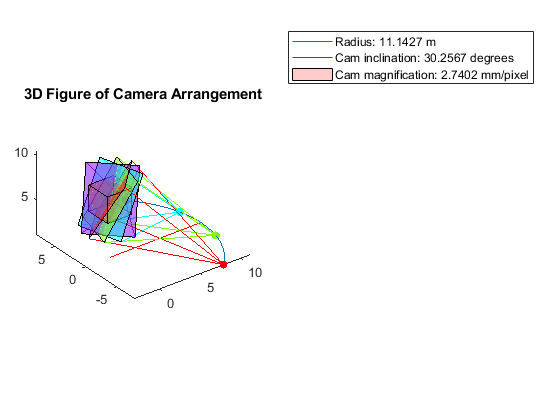 Radius: 11.1427 m
Cam inclination: 30.2567 degrees
Cam magnification: 2.7402 mm/pixel
3D Figure of Camera Arrangement
10
5
5
0
-5
0
5
10